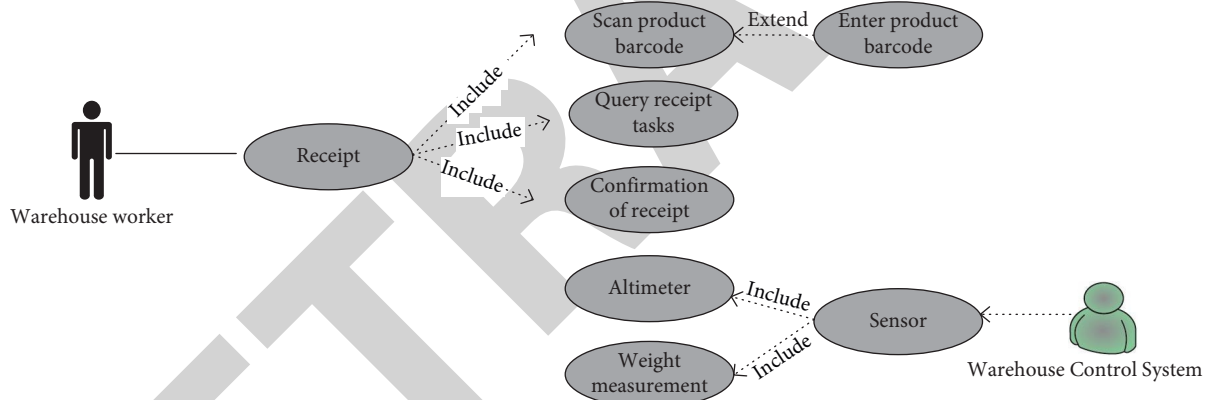 Scan product
barcode
Extend
Enter product
barcode
Include
Query receipt
tasks
Include
Receipt
Include
Confirmation
of receipt
Warehouse worker
Altimeter
Include
Sensor
Include
Weight
measurement
Warehouse Control System